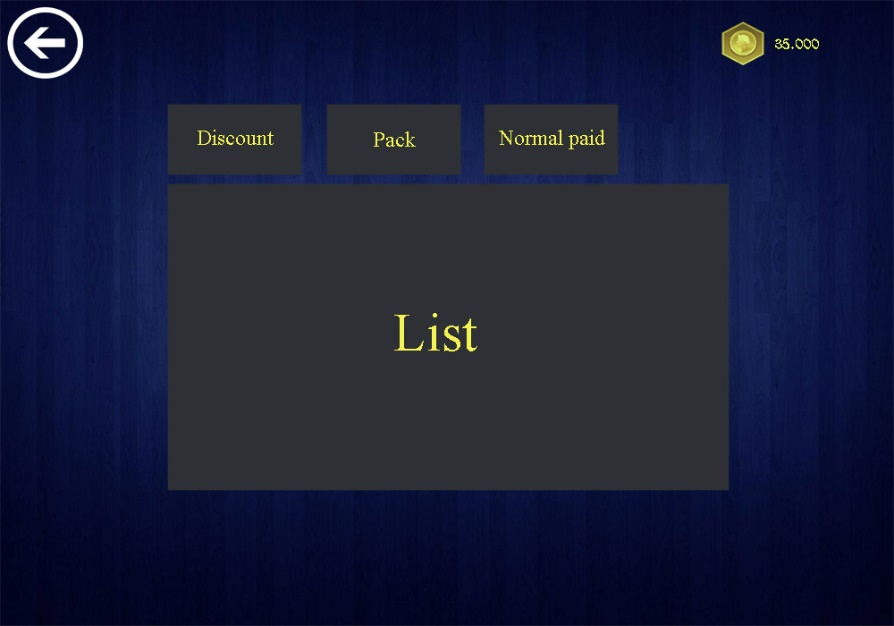 35.000
Discount
Pack
Normal paid
List